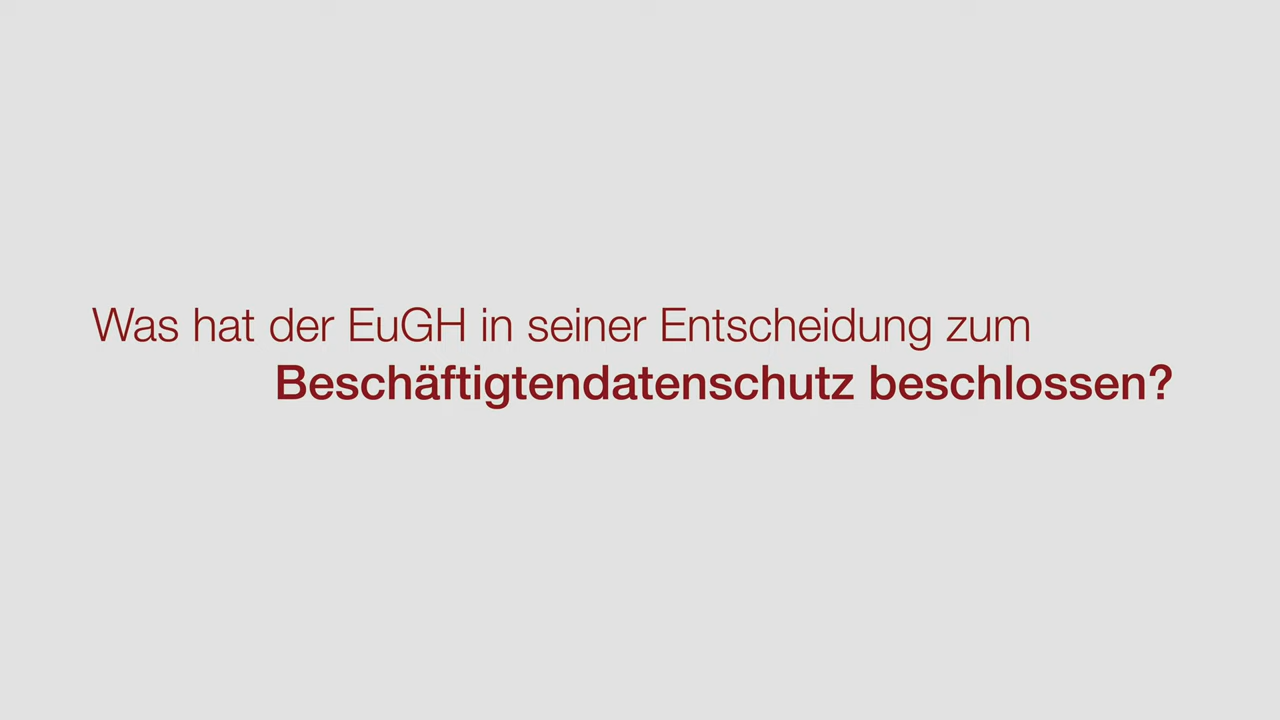 Was hat der EuGH in seiner Entscheidung zum
Beschäftigtendatenschutz beschlossen?